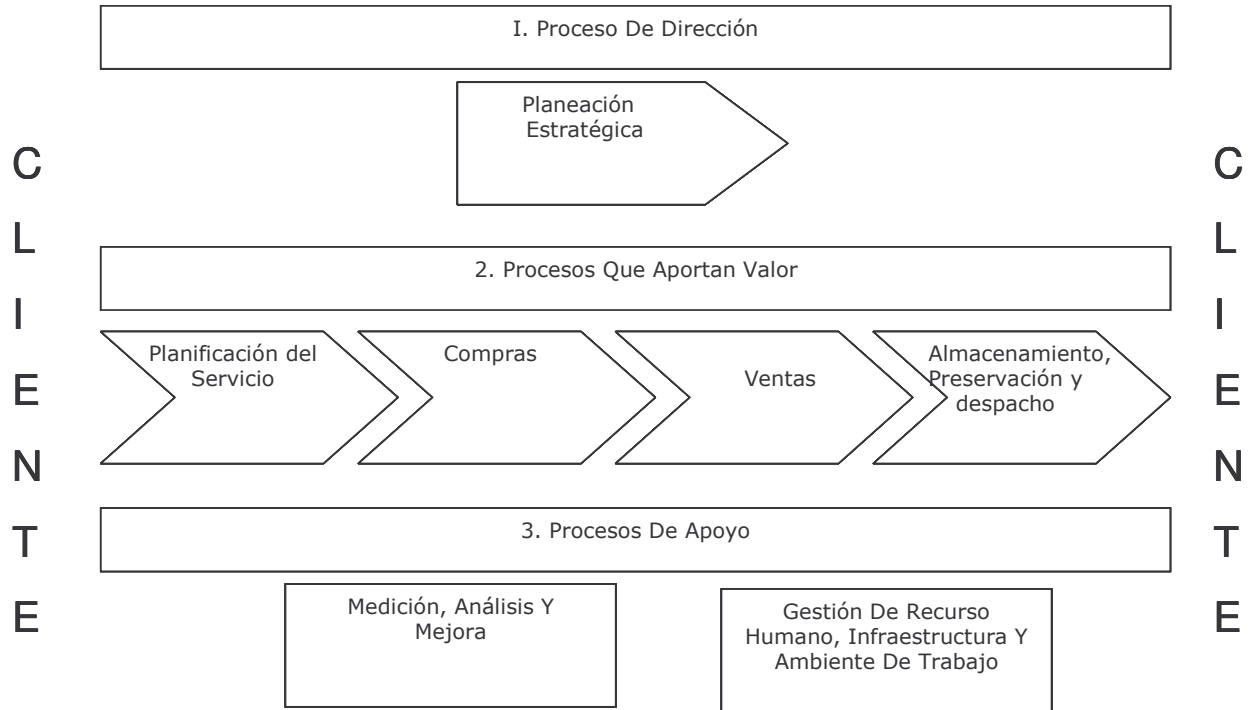 I. Proceso De Dirección
Planeación
Estratégica
C
L
I
E
N
T
E
C
L
I
E
N
T
E
2. Procesos Que Aportan Valor
Planificación del
Servicio
Compras
Ventas
Almacenamiento,
Preservación y
despacho
3. Procesos De Apoyo
Medición, Análisis Y
Mejora
Gestión De Recurso
Humano, Infraestructura Y
Ambiente De Trabajo